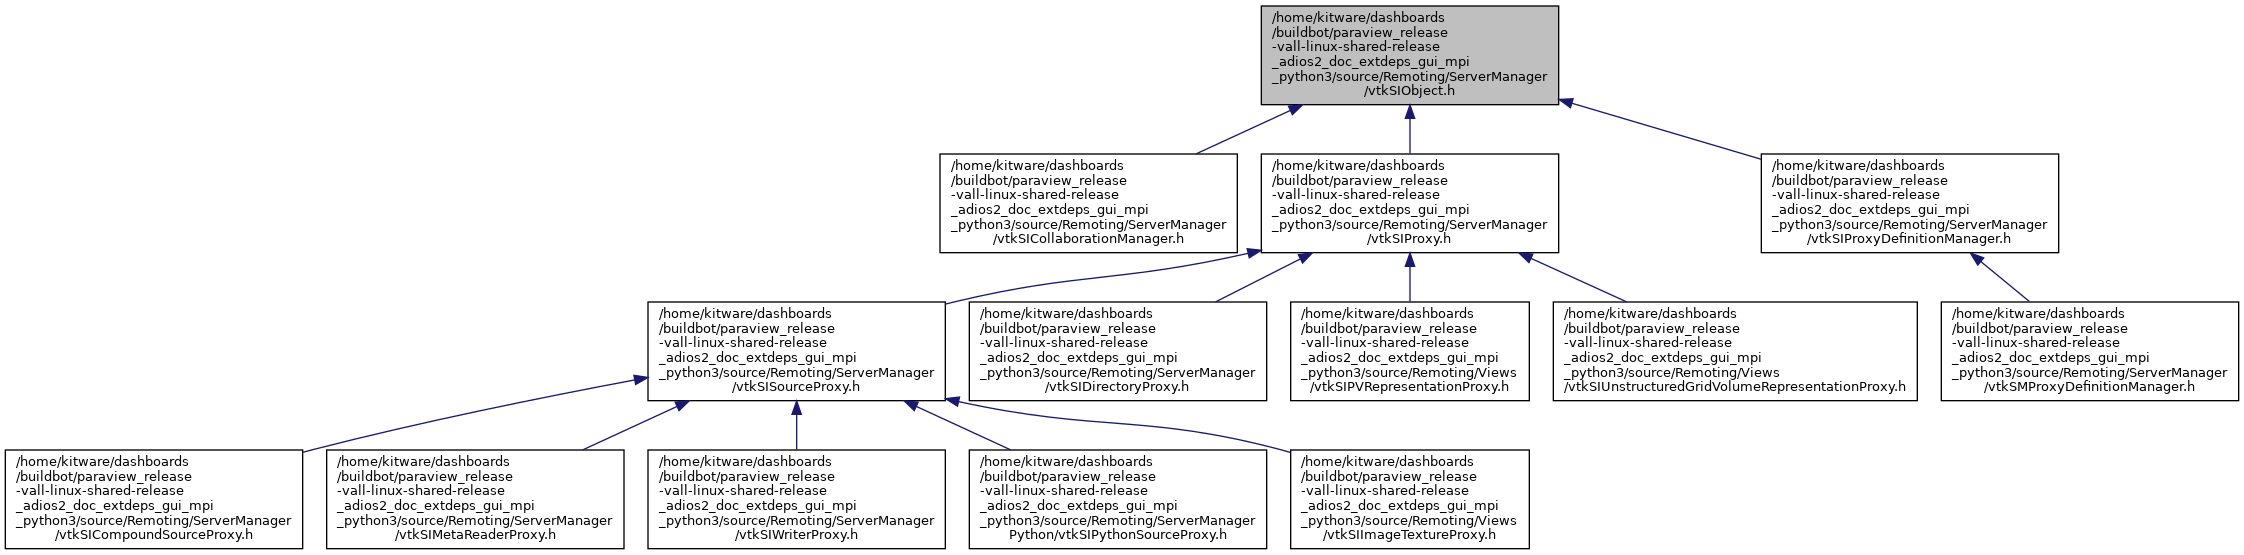 /home/kitware/dashboards
/buildbot/paraview_release
-vall-linux-shared-release
_adios2_doc_extdeps_gui_mpi
_python3/source/Remoting/ServerManager
/vtkSIObject.h
/home/kitware/dashboards
/buildbot/paraview_release
-vall-linux-shared-release
_adios2_doc_extdeps_gui_mpi
_python3/source/Remoting/ServerManager
/vtkSICollaborationManager.h
/home/kitware/dashboards
/buildbot/paraview_release
-vall-linux-shared-release
_adios2_doc_extdeps_gui_mpi
_python3/source/Remoting/ServerManager
/vtkSIProxy.h
/home/kitware/dashboards
/buildbot/paraview_release
-vall-linux-shared-release
_adios2_doc_extdeps_gui_mpi
_python3/source/Remoting/ServerManager
/vtkSIProxyDefinitionManager.h
/home/kitware/dashboards
/buildbot/paraview_release
-vall-linux-shared-release
_adios2_doc_extdeps_gui_mpi
_python3/source/Remoting/ServerManager
/vtkSISourceProxy.h
/home/kitware/dashboards
/buildbot/paraview_release
-vall-linux-shared-release
_adios2_doc_extdeps_gui_mpi
_python3/source/Remoting/ServerManager
/vtkSIDirectoryProxy.h
/home/kitware/dashboards
/buildbot/paraview_release
-vall-linux-shared-release
_adios2_doc_extdeps_gui_mpi
_python3/source/Remoting/Views
/vtkSIPVRepresentationProxy.h
/home/kitware/dashboards
/buildbot/paraview_release
-vall-linux-shared-release
_adios2_doc_extdeps_gui_mpi
_python3/source/Remoting/Views
/vtkSIUnstructuredGridVolumeRepresentationProxy.h
/home/kitware/dashboards
/buildbot/paraview_release
-vall-linux-shared-release
_adios2_doc_extdeps_gui_mpi
_python3/source/Remoting/ServerManager
/vtkSMProxyDefinitionManager.h
/home/kitware/dashboards
/buildbot/paraview_release
-vall-linux-shared-release
_adios2_doc_extdeps_gui_mpi
_python3/source/Remoting/ServerManager
/vtkSICompoundSourceProxy.h
/home/kitware/dashboards
/buildbot/paraview_release
-vall-linux-shared-release
_adios2_doc_extdeps_gui_mpi
_python3/source/Remoting/ServerManager
/vtkSIMetaReaderProxy.h
/home/kitware/dashboards
/buildbot/paraview_release
-vall-linux-shared-release
_adios2_doc_extdeps_gui_mpi
_python3/source/Remoting/ServerManager
/vtkSIWriterProxy.h
/home/kitware/dashboards
/buildbot/paraview_release
-vall-linux-shared-release
_adios2_doc_extdeps_gui_mpi
_python3/source/Remoting/ServerManager
Python/vtkSIPythonSourceProxy.h
/home/kitware/dashboards
/buildbot/paraview_release
-vall-linux-shared-release
_adios2_doc_extdeps_gui_mpi
_python3/source/Remoting/Views
/vtkSIImageTextureProxy.h